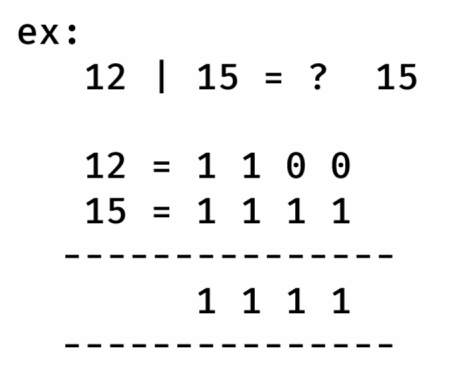 ex:
12 | 15 = ?  15
12 = 1 1 0 0
15 = 1 1 1 1
---------------
1 1 1 1
---------------